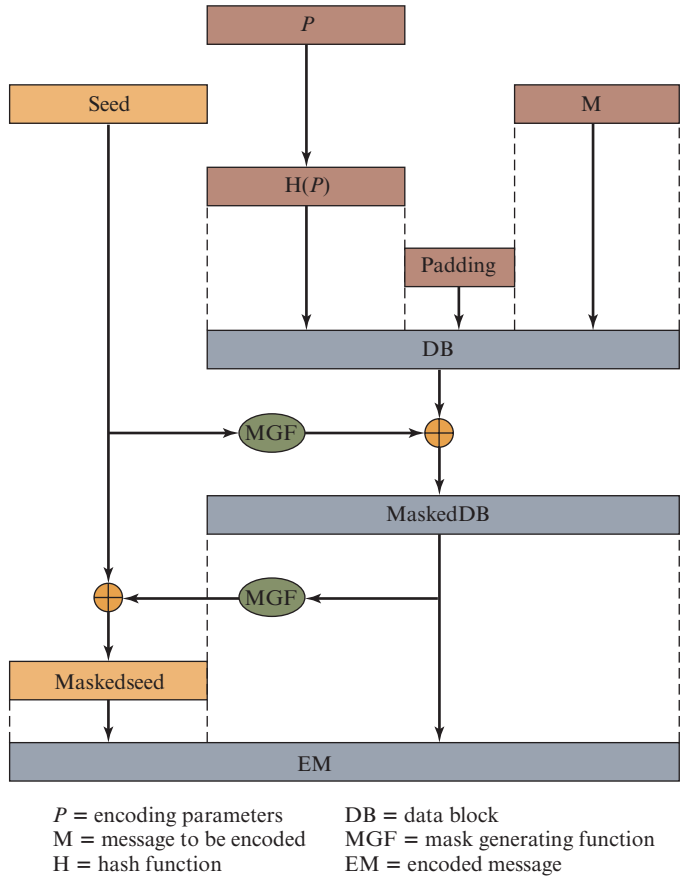 P
Seed
M
H(P)
Padding
DB
MGF
MaskedDB
MGF
Maskedseed
EM
P = encoding parameters
M = message to be encoded
H = hash function
DB = data block
MGF = mask generating function
EM = encoded message